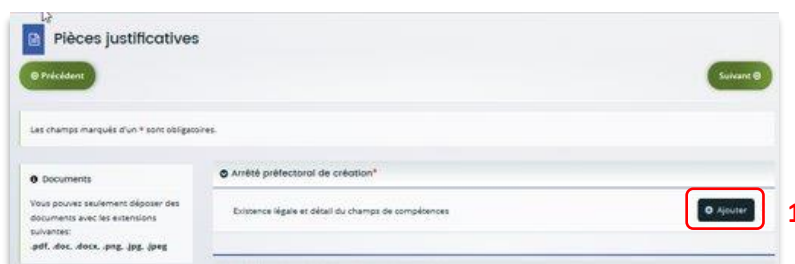 Pièces justificatives
Précédent
Suivant
Les champs marqués d'un * sont obligatoires.
Documents
Vous pouvez seulement déposer des
documents avec les extensions
suivantes:
.pdf, .doc, .docx, .png, .jpg, .jpeg
Arrêté préfectoral de création*
Existence légale et détail du champs de compétences
Ajouter
1